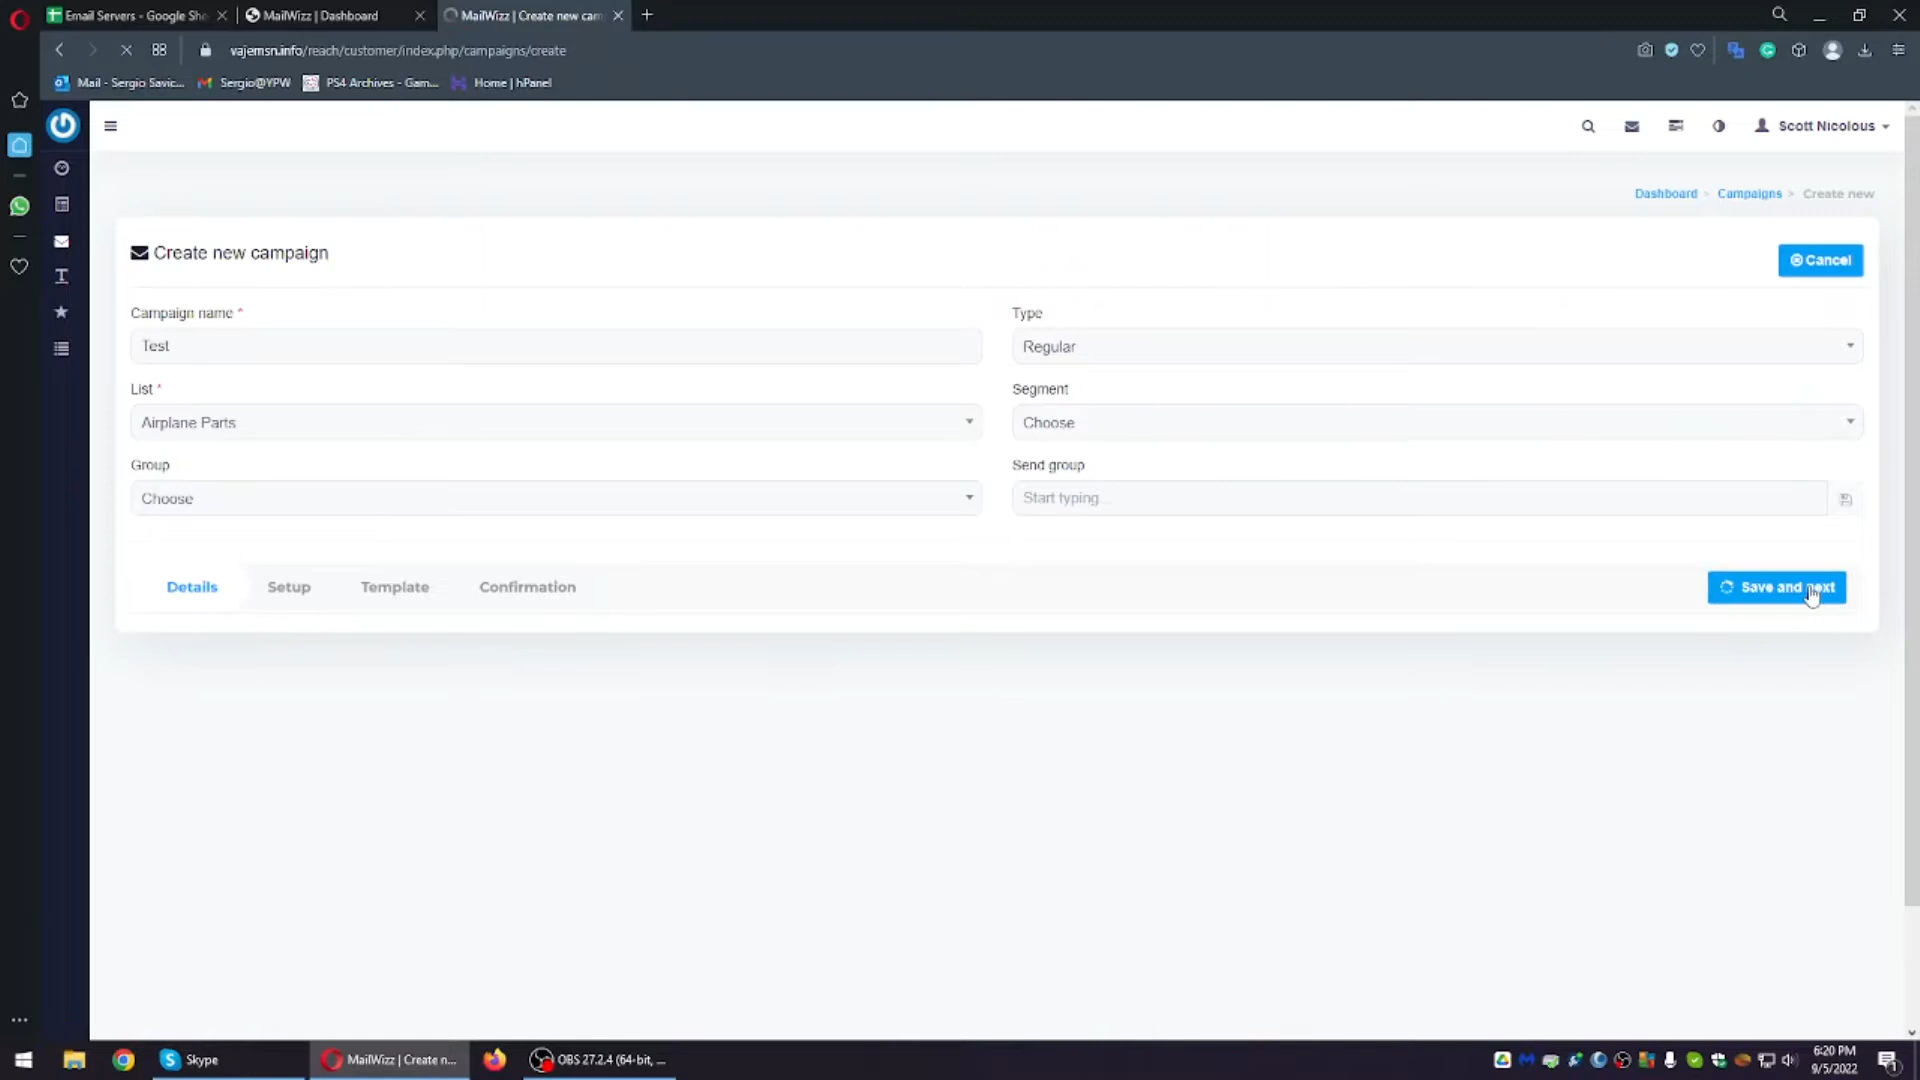 Email Servers - Google She
MailWizz | Dashboard
MailWizz | Create new cam
vajemsn.info/reach/customer/index.php/campaigns/create
Mail - Sergio Savic...
Sergio@YPW
PS4 Archives - Gam...
Home | hPanel
Scott Nicolous
Dashboard > Campaigns > Create new
Create new campaign
Cancel
Campaign name *
Type
Test
Regular
List *
Segment
Airplane Parts
Choose
Group
Send group
Choose
Start typing...
Details
Setup
Template
Confirmation
Save and next
Skype
MailWizz | Create n...
OBS 27.2.4 (64-bit, ...
6:20 PM
9/5/2022
1